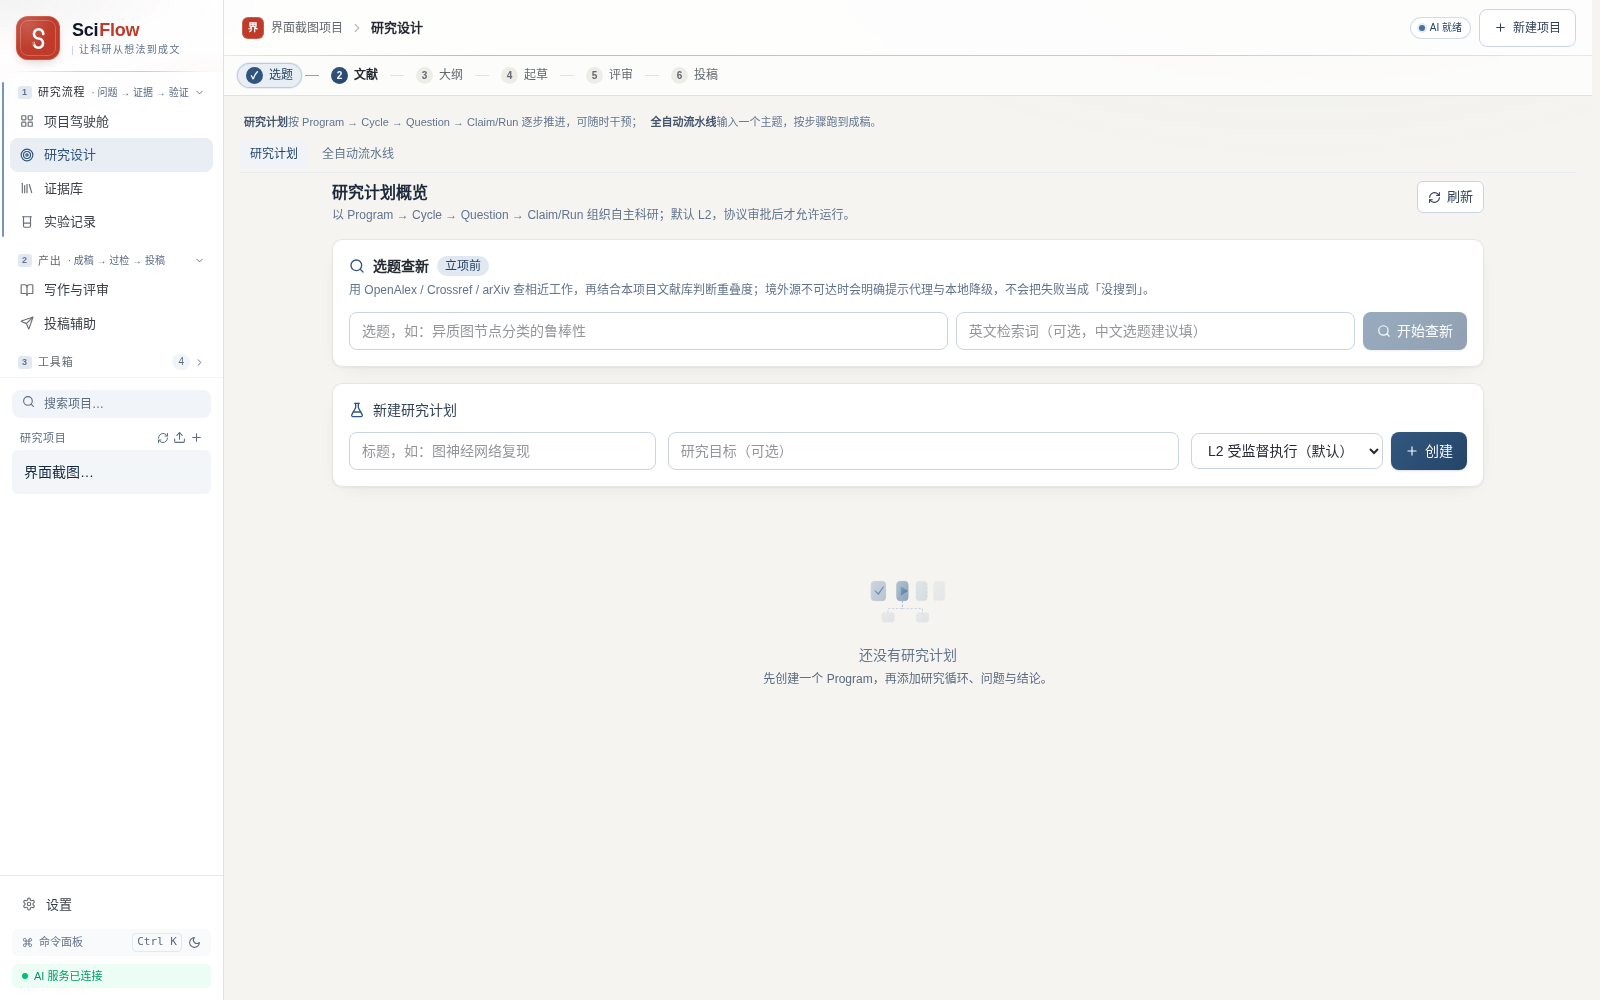 SciFlow
让科研从想法到成文
1 研究流程 · 问题 → 证据 → 验证
项目驾驶舱
研究设计
证据库
实验记录
2 产出 · 成稿 → 过检 → 投稿
写作与评审
投稿辅助
3 工具箱 4
搜索项目…
研究项目
界面截图…
设置
命令面板 Ctrl K
AI 服务已连接
界 界面截图项目 研究设计
AI 就绪
新建项目
选题 2 文献 3 大纲 4 起草 5 评审 6 投稿
研究计划按 Program → Cycle → Question → Claim/Run 逐步推进，可随时干预； 全自动流水线输入一个主题，按步骤跑到成稿。
研究计划 全自动流水线
研究计划概览
以 Program → Cycle → Question → Claim/Run 组织自主科研；默认 L2，协议审批后才允许运行。
刷新
选题查新 立项前
用 OpenAlex / Crossref / arXiv 查相近工作，再结合本项目文献库判断重叠度；境外源不可达时会明确提示代理与本地降级，不会把失败当成「没搜到」。
选题，如：异质图节点分类的鲁棒性 英文检索词（可选，中文选题建议填） 开始查新
新建研究计划
标题，如：图神经网络复现 研究目标（可选） L2 受监督执行（默认） 创建
还没有研究计划
先创建一个 Program，再添加研究循环、问题与结论。